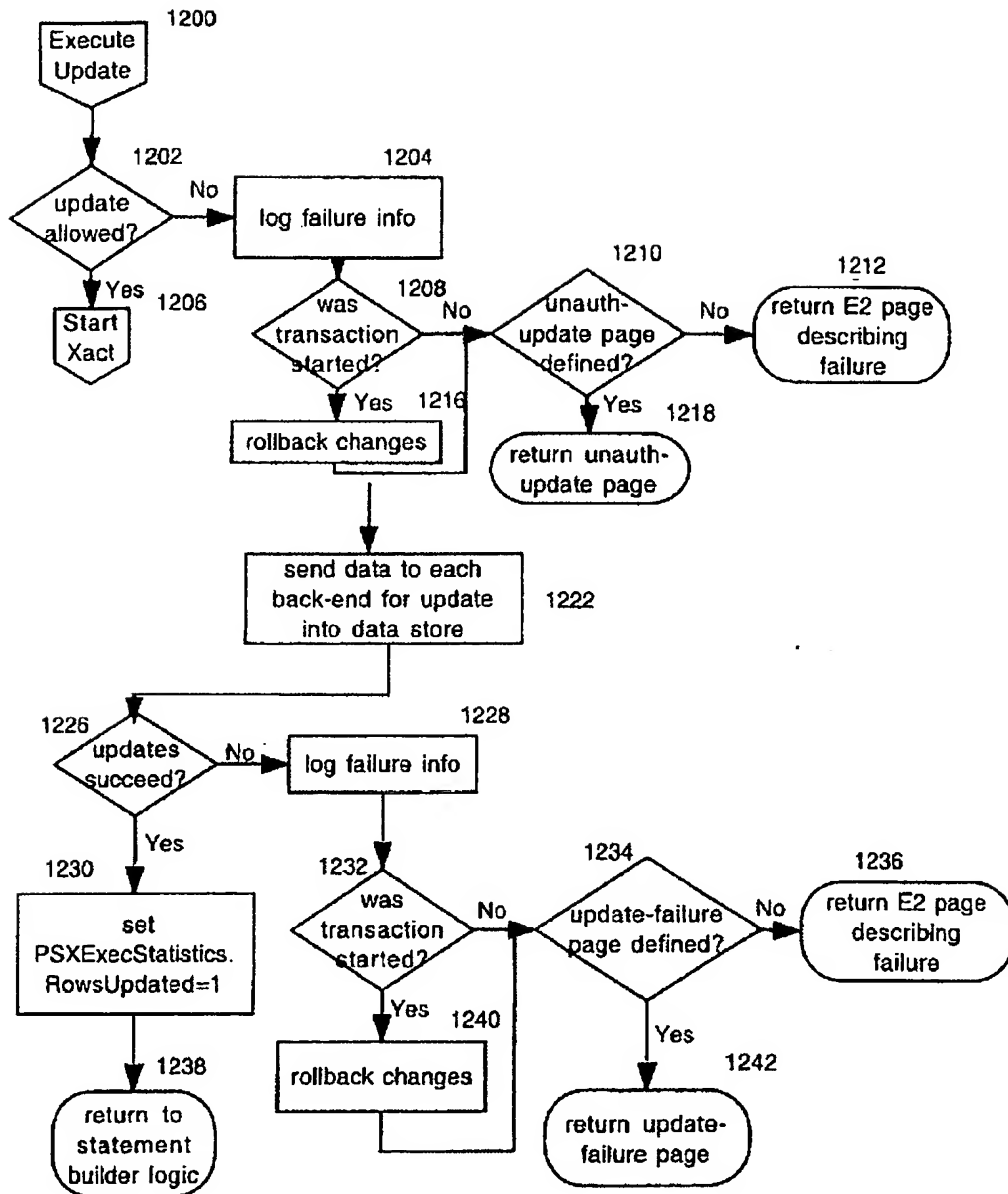 1200
Execute
Update
1202
update
allowed?
No
1204
log failure info
Yes
1206
Start
Xact
was
transaction
started?
1208
No
1210
unauth-
update page
defined?
No
1212
return E2 page
describing
failure
Yes
1216
rollback changes
Yes
1218
return unauth-
update page
send data to each
back-end for update
into data store
1222
1226
updates
succeed?
No
1228
log failure info
Yes
1230
set
PSXExecStatistics.
RowsUpdated=1
1232
was
transaction
started?
No
1234
update-failure
page defined?
No
1236
return E2 page
describing
failure
Yes
1240
rollback changes
Yes
1242
return update-
failure page
1238
return to
statement
builder logic